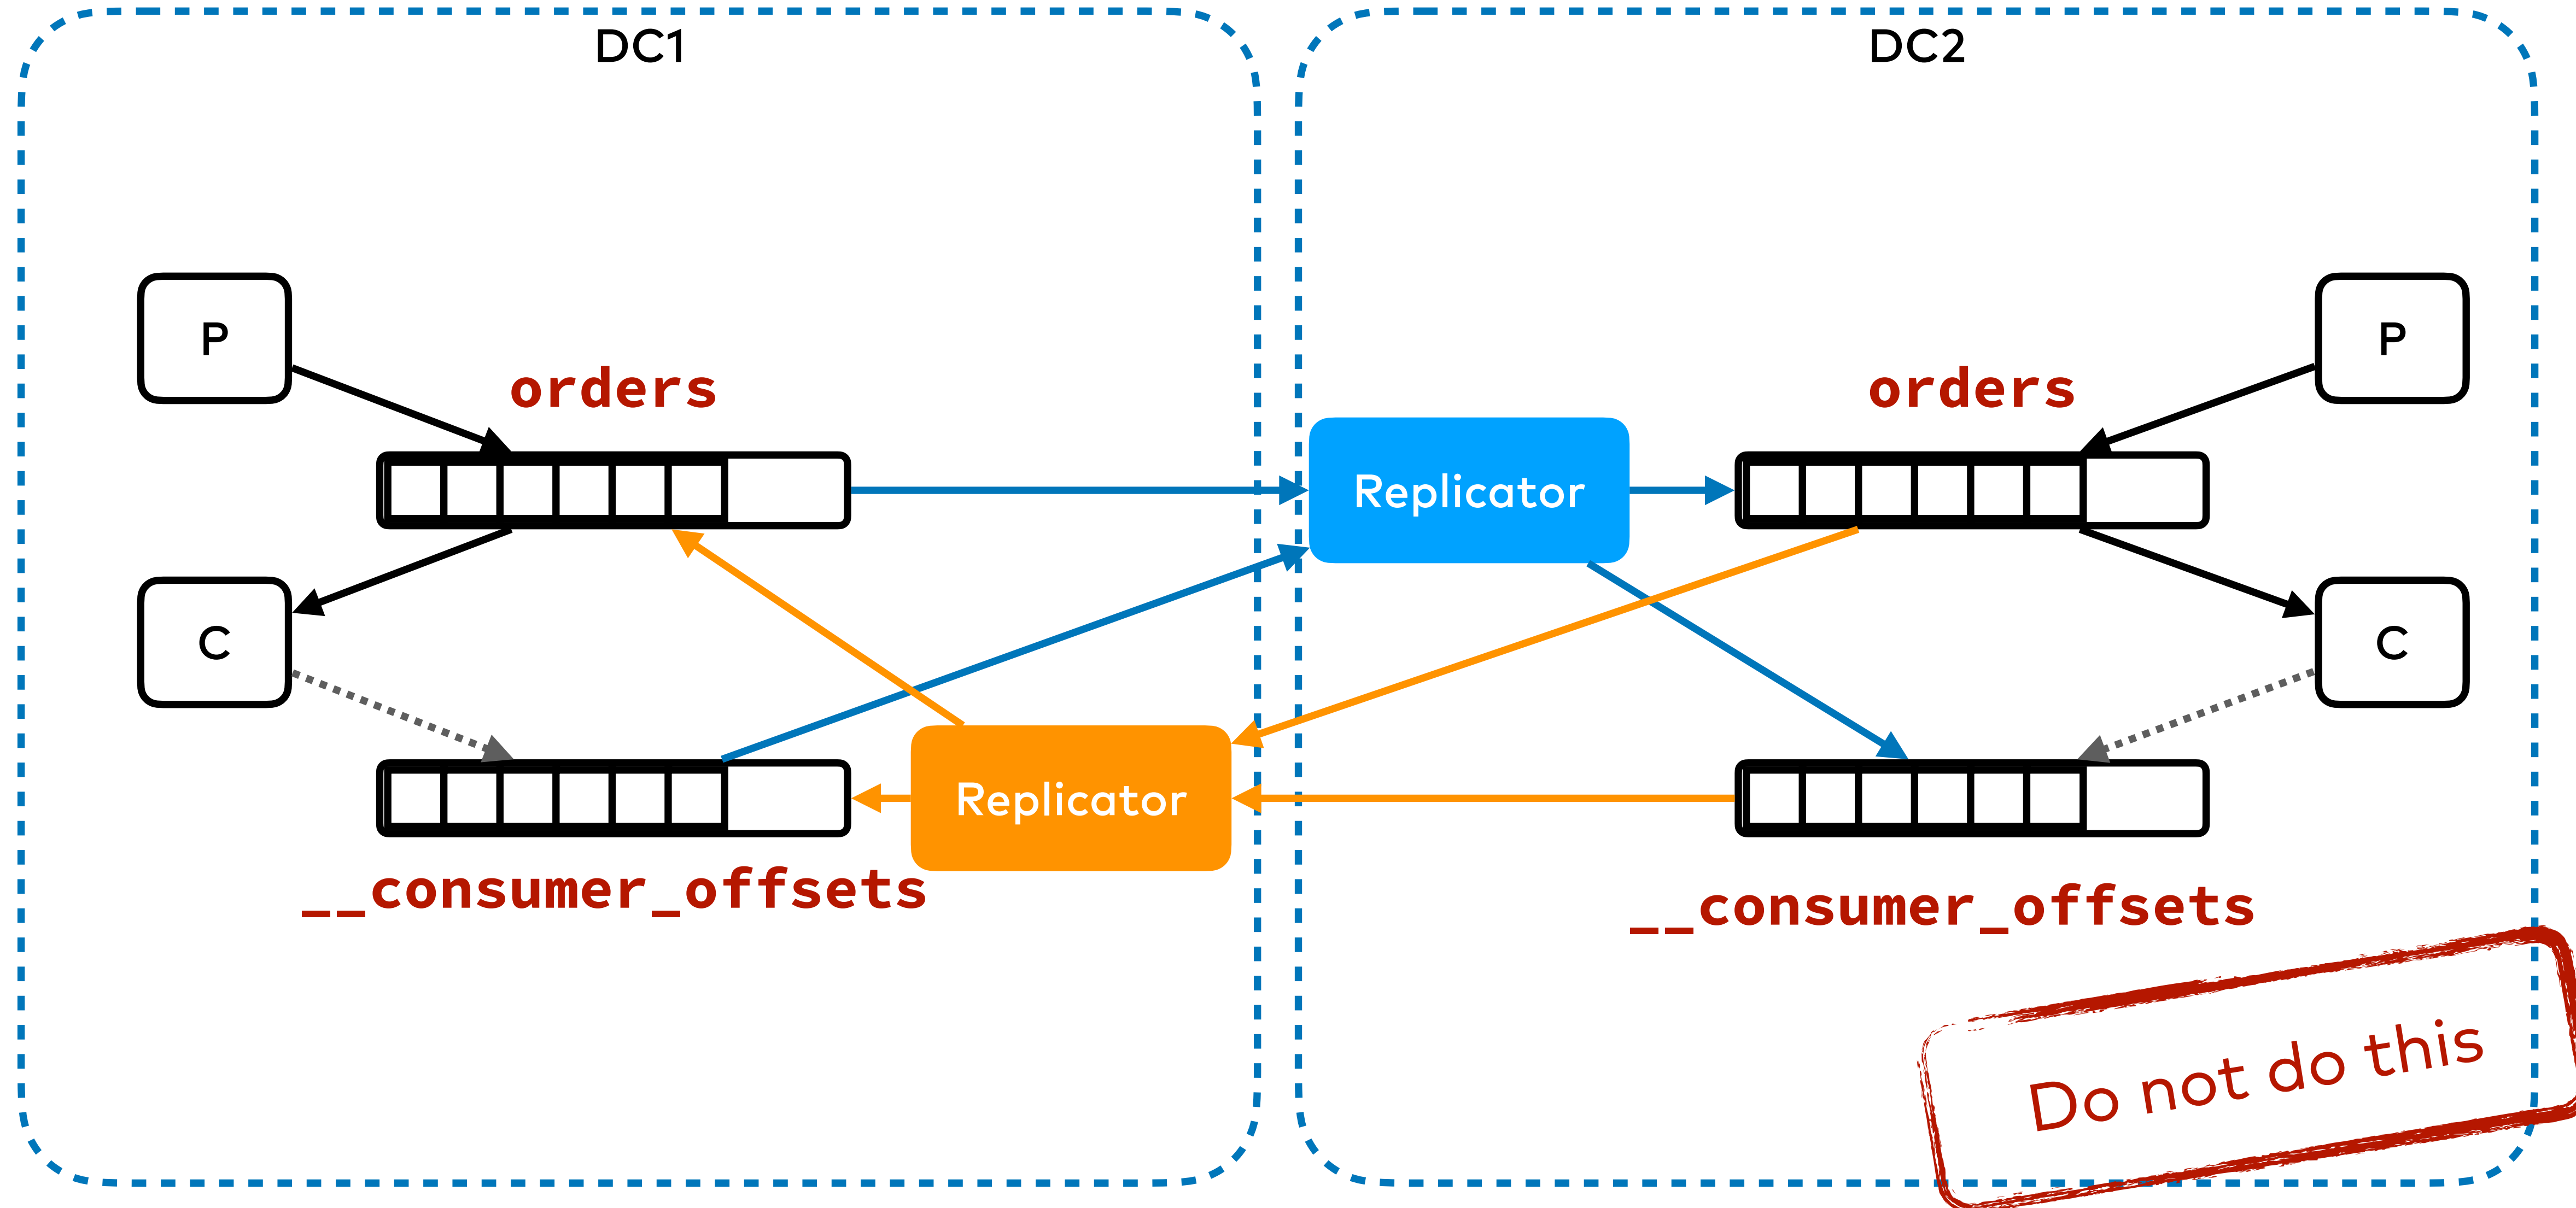 DC1
DC2
P
P
orders
orders
Replicator
C
C
Replicator
__consumer_offsets
__consumer_offsets
Do not do this